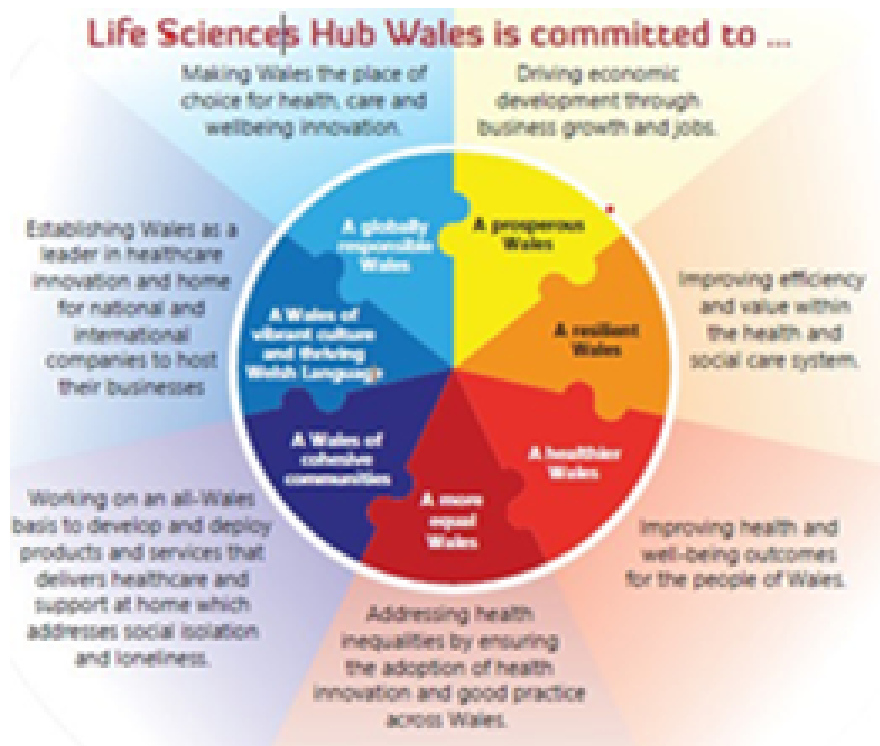 Life Sciences Hub Wales is committed to ...
Making Wales the place of
choice for health, care and
wellbeing innovation.
Driving economic
development through
business growth and jobs.
A globally
responsible
Wales
A prosperous
Wales
Establishing Wales as a
leader in healthcare
innovation and home
for national and
international
companies to host
their businesses
A Wales of
vibrant culture
and thriving
Welsh Language
A resilient
Wales
Improving efficiency
and value within
the health and
social care system.
A Wales of
cohesive
communities
A more
equal
Wales
A healthier
Wales
Working on an all-Wales
basis to develop and deploy
products and services that
delivers healthcare and
support at home which
addresses social isolation
and loneliness.
Improving health and
well-being outcomes
for the people of Wales.
Addressing health
inequalities by ensuring
the adoption of health
innovation and good practice
across Wales.